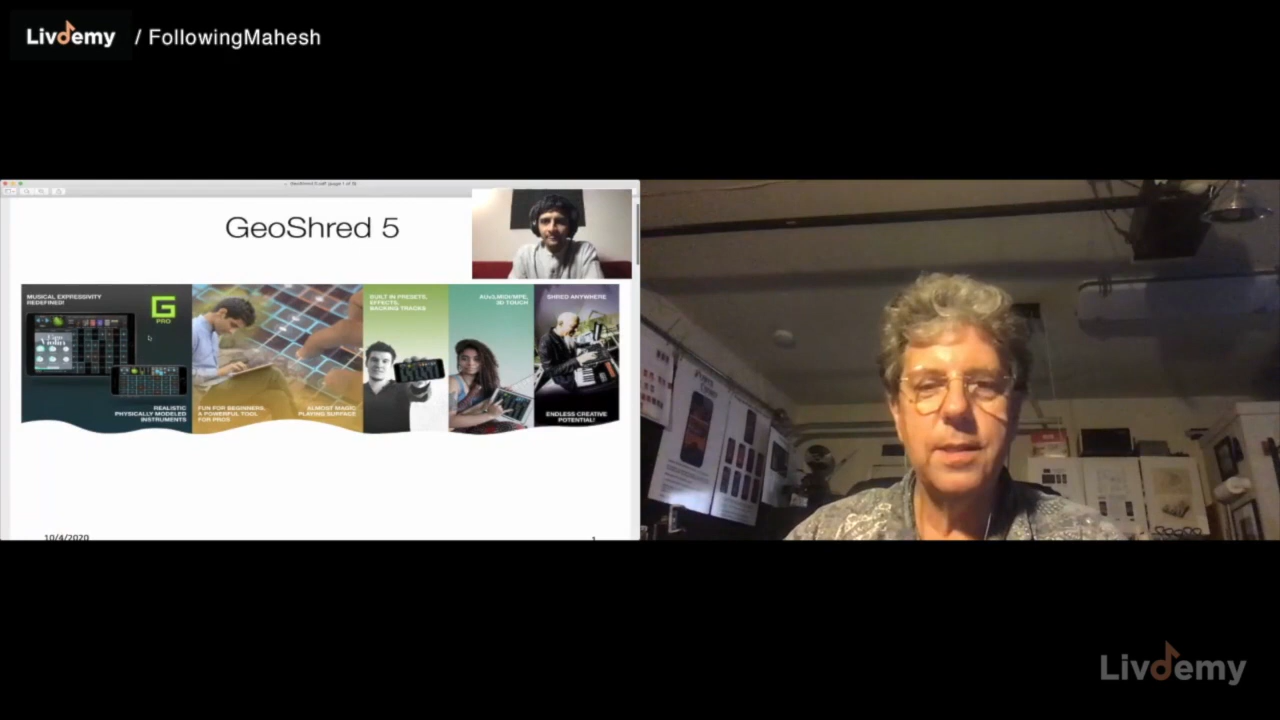 Livdemy / FollowingMahesh
GeoShred 5
MUSICAL EXPRESSIVITY
REDEFINED!
G
PRO
REALISTIC
PHYSICALLY MODELED
INSTRUMENTS
FUN FOR BEGINNERS,
A POWERFUL TOOL
FOR PROS
ALMOST MAGIC
PLAYING SURFACE
BUILT IN PRESETS,
EFFECTS,
BACKING TRACKS
AUv3/MIDI/MPE,
3D TOUCH
SHRED ANYWHERE
ENDLESS CREATIVE
POTENTIAL!
10/4/2020
1
Livdemy